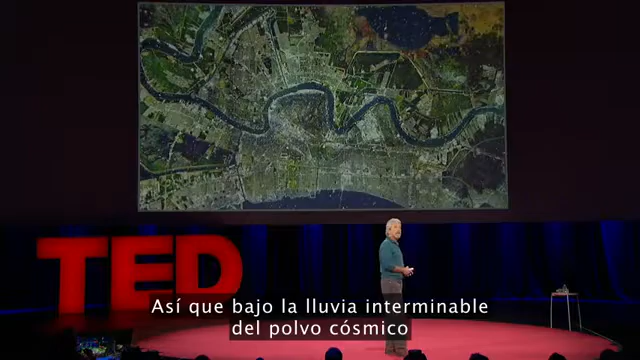 TED
Así que bajo la lluvia interminable
del polvo cósmico